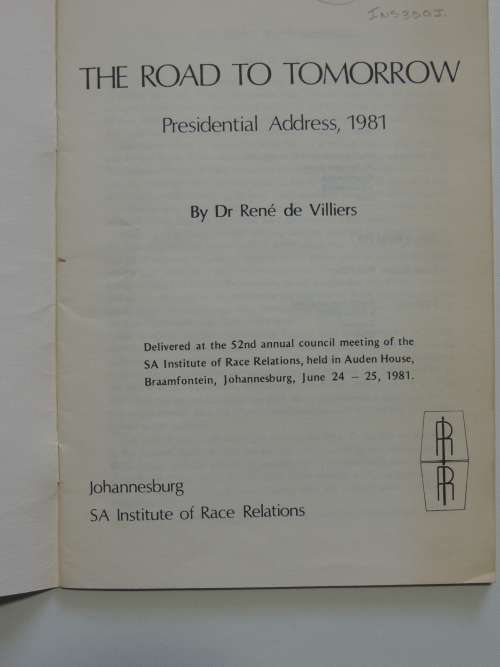 THE ROAD TO TOMORROW
Presidential Address, 1981
By Dr René de Villiers
Delivered at the 52nd annual council meeting of the
SA Institute of Race Relations, held in Auden House,
Braamfontein, Johannesburg, June 24 – 25, 1981.
Johannesburg
SA Institute of Race Relations